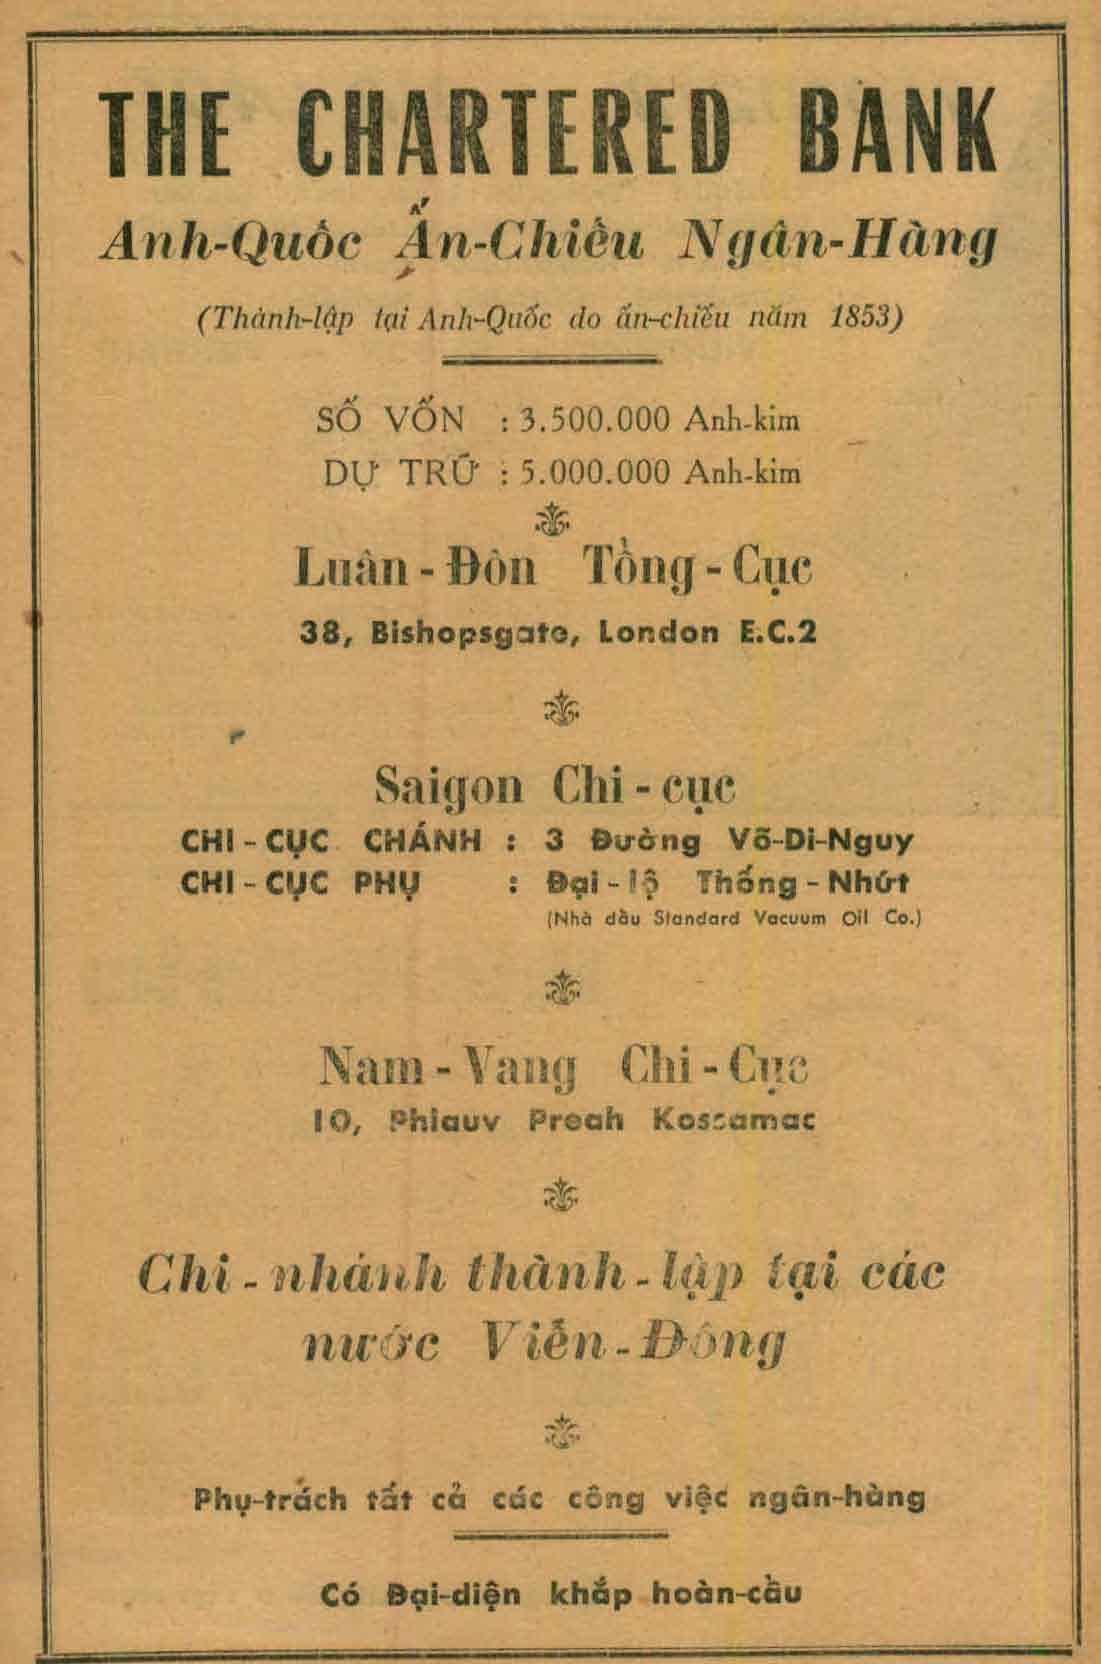 THE CHARTERED BANK
Anh-Quốc Ấn-Chiếu Ngân-Hàng
(Thành-lập tại Anh-Quốc do ấn-chiếu năm 1853)
SỐ VỐN : 3.500.000 Anh-kim
DỰ TRỮ : 5.000.000 Anh-kim
Luân - Đôn Tổng - Cục
38, Bishopsgate, London E.C.2
Saigon Chi - cục
CHI - CỤC CHÁNH : 3 Đường Võ-Di-Nguy
CHI - CỤC PHỤ : Đại - lộ Thống - Nhứt
(Nhà dầu Standard Vacuum Oil Co.)
Nam - Vang Chi - Cục
10, Phlauv Preah Kossamac
Chi - nhánh thành - lập tại các
nước Viễn - Đông
Phụ-trách tất cả các công việc ngân-hàng
Có Đại-diện khắp hoàn-cầu